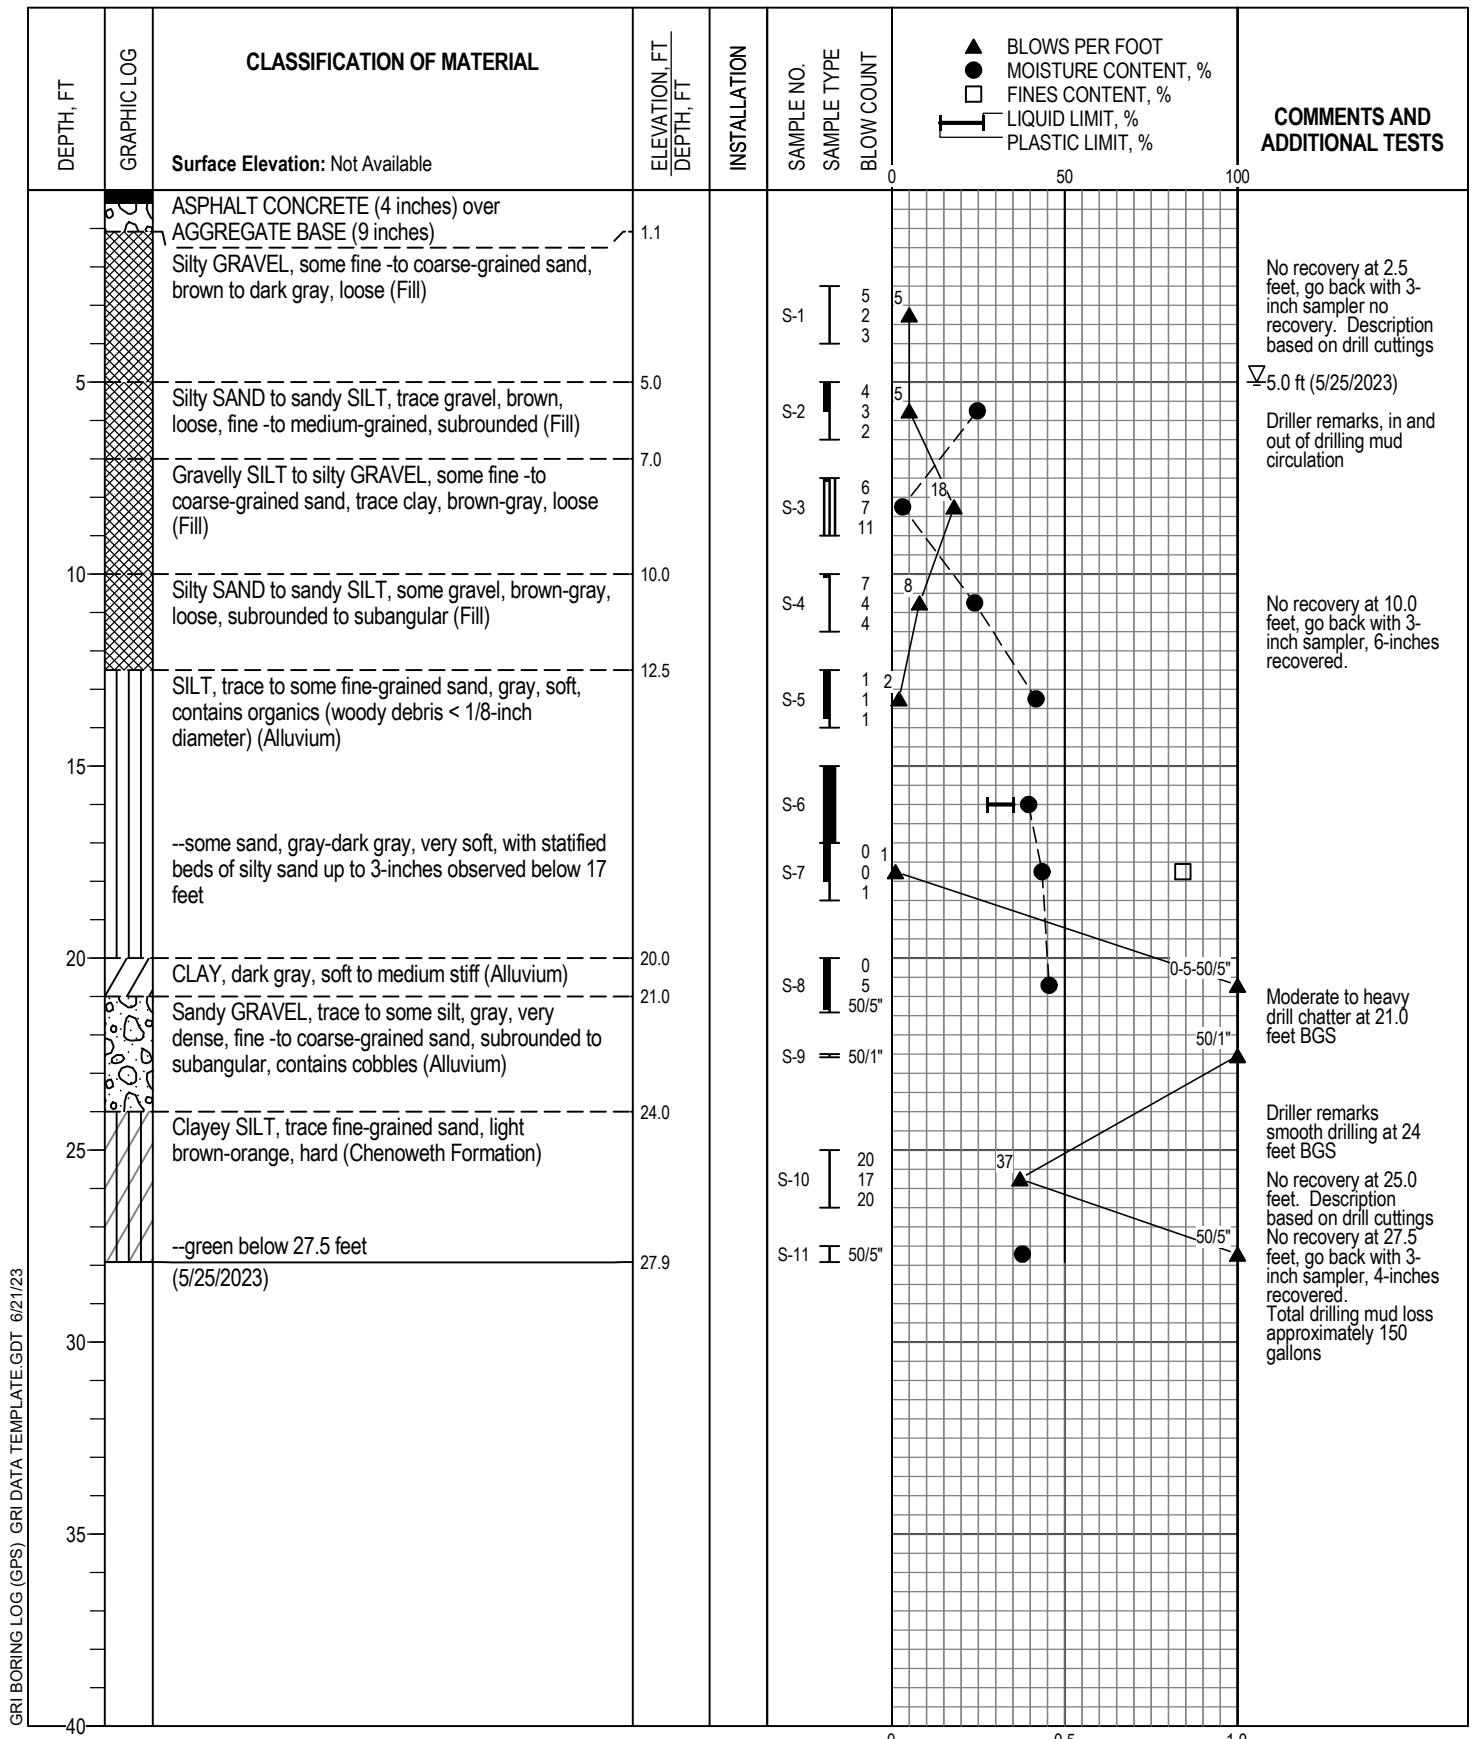 DEPTH, FT
GRAPHIC LOG
CLASSIFICATION OF MATERIAL
Surface Elevation: Not Available
ELEVATION, FT
DEPTH, FT
INSTALLATION
SAMPLE NO.
SAMPLE TYPE
BLOW COUNT
BLOWS PER FOOT
MOISTURE CONTENT, %
FINES CONTENT, %
LIQUID LIMIT, %
PLASTIC LIMIT, %
0 50 100
COMMENTS AND
ADDITIONAL TESTS
ASPHALT CONCRETE (4 inches) over
AGGREGATE BASE (9 inches)
1.1
Silty GRAVEL, some fine -to coarse-grained sand,
brown to dark gray, loose (Fill)
S-1
5
2
3
5
No recovery at 2.5
feet, go back with 3-
inch sampler no
recovery. Description
based on drill cuttings
5
5.0
5.0 ft (5/25/2023)
Silty SAND to sandy SILT, trace gravel, brown,
loose, fine -to medium-grained, subrounded (Fill)
S-2
4
3
2
5
Driller remarks, in and
out of drilling mud
circulation
7.0
Gravelly SILT to silty GRAVEL, some fine -to
coarse-grained sand, trace clay, brown-gray, loose
(Fill)
S-3
6
7
11
18
10
10.0
Silty SAND to sandy SILT, some gravel, brown-gray,
loose, subrounded to subangular (Fill)
S-4
7
4
4
8
No recovery at 10.0
feet, go back with 3-
inch sampler, 6-inches
recovered.
12.5
SILT, trace to some fine-grained sand, gray, soft,
contains organics (woody debris < 1/8-inch
diameter) (Alluvium)
S-5
1
1
1
2
15
S-6
--some sand, gray-dark gray, very soft, with statified
beds of silty sand up to 3-inches observed below 17
feet
S-7
0
0
1
1
20
20.0
CLAY, dark gray, soft to medium stiff (Alluvium)
S-8
0
5
50/5"
0-5-50/5"
21.0
Sandy GRAVEL, trace to some silt, gray, very
dense, fine -to coarse-grained sand, subrounded to
subangular, contains cobbles (Alluvium)
Moderate to heavy
drill chatter at 21.0
feet BGS
S-9
50/1"
50/1"
24.0
Clayey SILT, trace fine-grained sand, light
brown-orange, hard (Chenoweth Formation)
Driller remarks
smooth drilling at 24
feet BGS
25
S-10
20
17
20
37
No recovery at 25.0
feet. Description
based on drill cuttings
--green below 27.5 feet
S-11
50/5"
50/5"
No recovery at 27.5
feet, go back with 3-
inch sampler, 4-inches
recovered.
27.9
(5/25/2023)
Total drilling mud loss
approximately 150
gallons
30
35
40
0 0.5 1.0
GRI BORING LOG (GPS) GRI DATA TEMPLATE.GDT 6/21/23